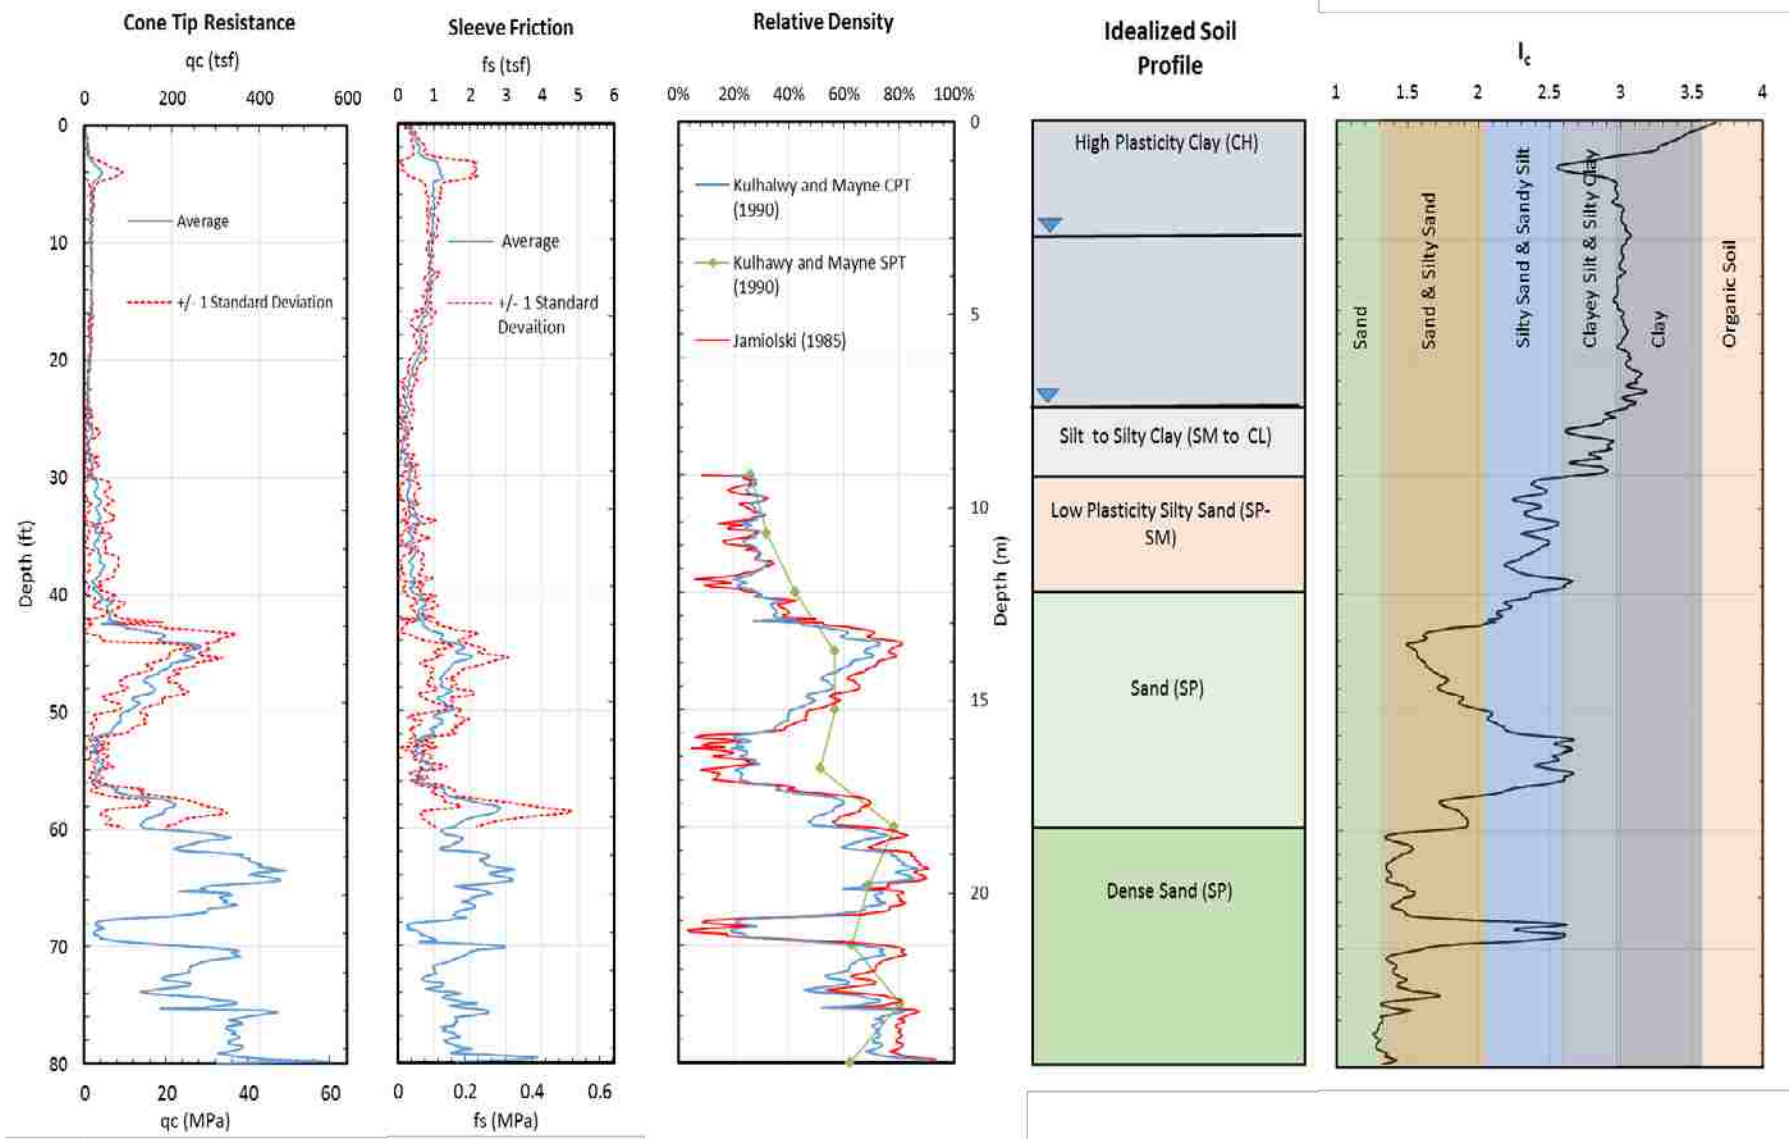 Cone Tip Resistance
qc (tsf)
0 200 400 600
0
10
20
30
40
50
60
70
80
Depth (ft)
Average
+/- 1 Standard Deviation
0 20 40 60
qc (MPa)
Sleeve Friction
fs (tsf)
0 1 2 3 4 5 6
Average
+/- 1 Standard
Devaition
0 0.2 0.4 0.6
fs (MPa)
Relative Density
0% 20% 40% 60% 80% 100%
Kulhalwy and Mayne CPT
(1990)
Kulhawy and Mayne SPT
(1990)
Jamiolski (1985)
0
5
10
15
20
Depth (m)
Idealized Soil
Profile
High Plasticity Clay (CH)
Silt to Silty Clay (SM to CL)
Low Plasticity Silty Sand (SP-
SM)
Sand (SP)
Dense Sand (SP)
Ic
1 1.5 2 2.5 3 3.5 4
Sand
Sand & Silty Sand
Silty Sand & Sandy Silt
Clayey Silt & Silty Clay
Clay
Organic Soil